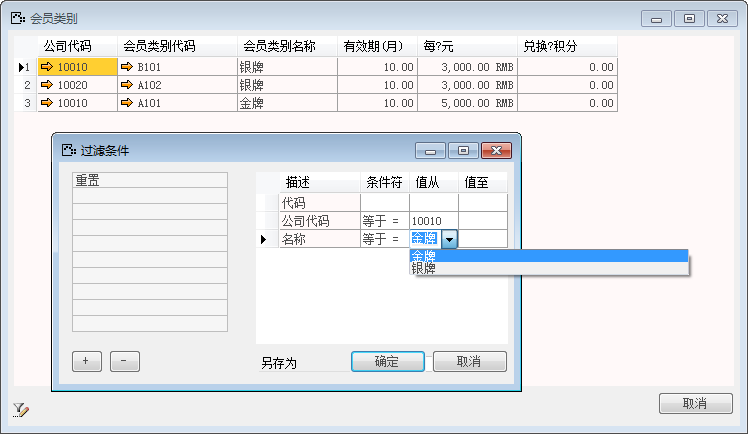 会员类别
公司代码 会员类别代码 会员类别名称 有效期(月) 每?元 兑换?积分
1 10010 B101 银牌 10.00 3,000.00 RMB 0.00
2 10020 A102 银牌 10.00 3,000.00 RMB 0.00
3 10010 A101 金牌 10.00 5,000.00 RMB 0.00
过滤条件
重置
描述 条件符 值从 值至
代码
公司代码 等于 = 10010
名称 等于 = 金牌
金牌
银牌
+ -
另存为 确定 取消
取消